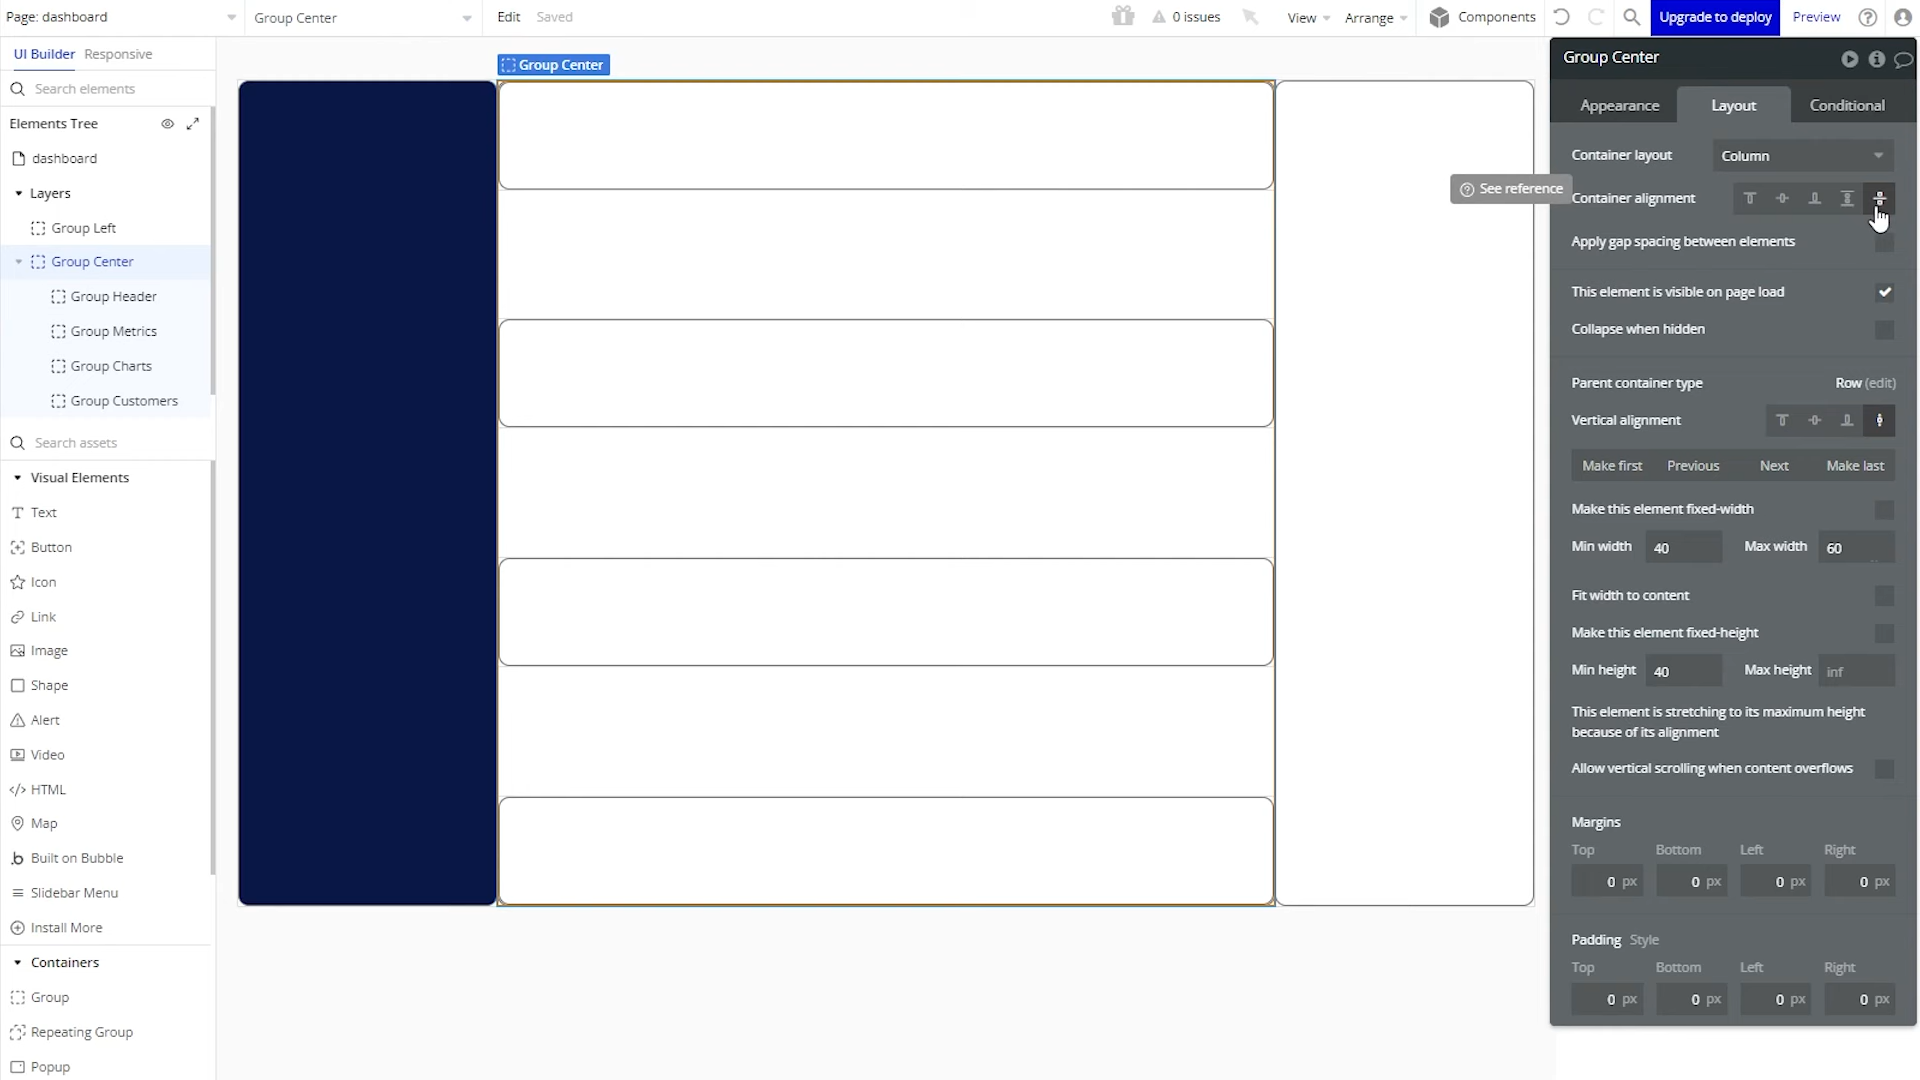 Page: dashboard
Group Center
Edit
Saved
0 issues
View
Arrange
Components
Upgrade to deploy
Preview
UI Builder
Responsive
Search elements
Elements Tree
dashboard
Layers
Group Left
Group Center
Group Header
Group Metrics
Group Charts
Group Customers
Search assets
Visual Elements
Text
Button
Icon
Link
Image
Shape
Alert
Video
HTML
Map
Built on Bubble
Slidebar Menu
Install More
Containers
Group
Repeating Group
Popup
Group Center
Group Center
Appearance
Layout
Conditional
Container layout
Column
See reference
Container alignment
Apply gap spacing between elements
This element is visible on page load
Collapse when hidden
Parent container type
Row (edit)
Vertical alignment
Make first
Previous
Next
Make last
Make this element fixed-width
Min width
40
Max width
60
Fit width to content
Make this element fixed-height
Min height
40
Max height
inf
This element is stretching to its maximum height
because of its alignment
Allow vertical scrolling when content overflows
Margins
Top
Bottom
Left
Right
0 px
0 px
0 px
0 px
Padding Style
Top
Bottom
Left
Right
0 px
0 px
0 px
0 px